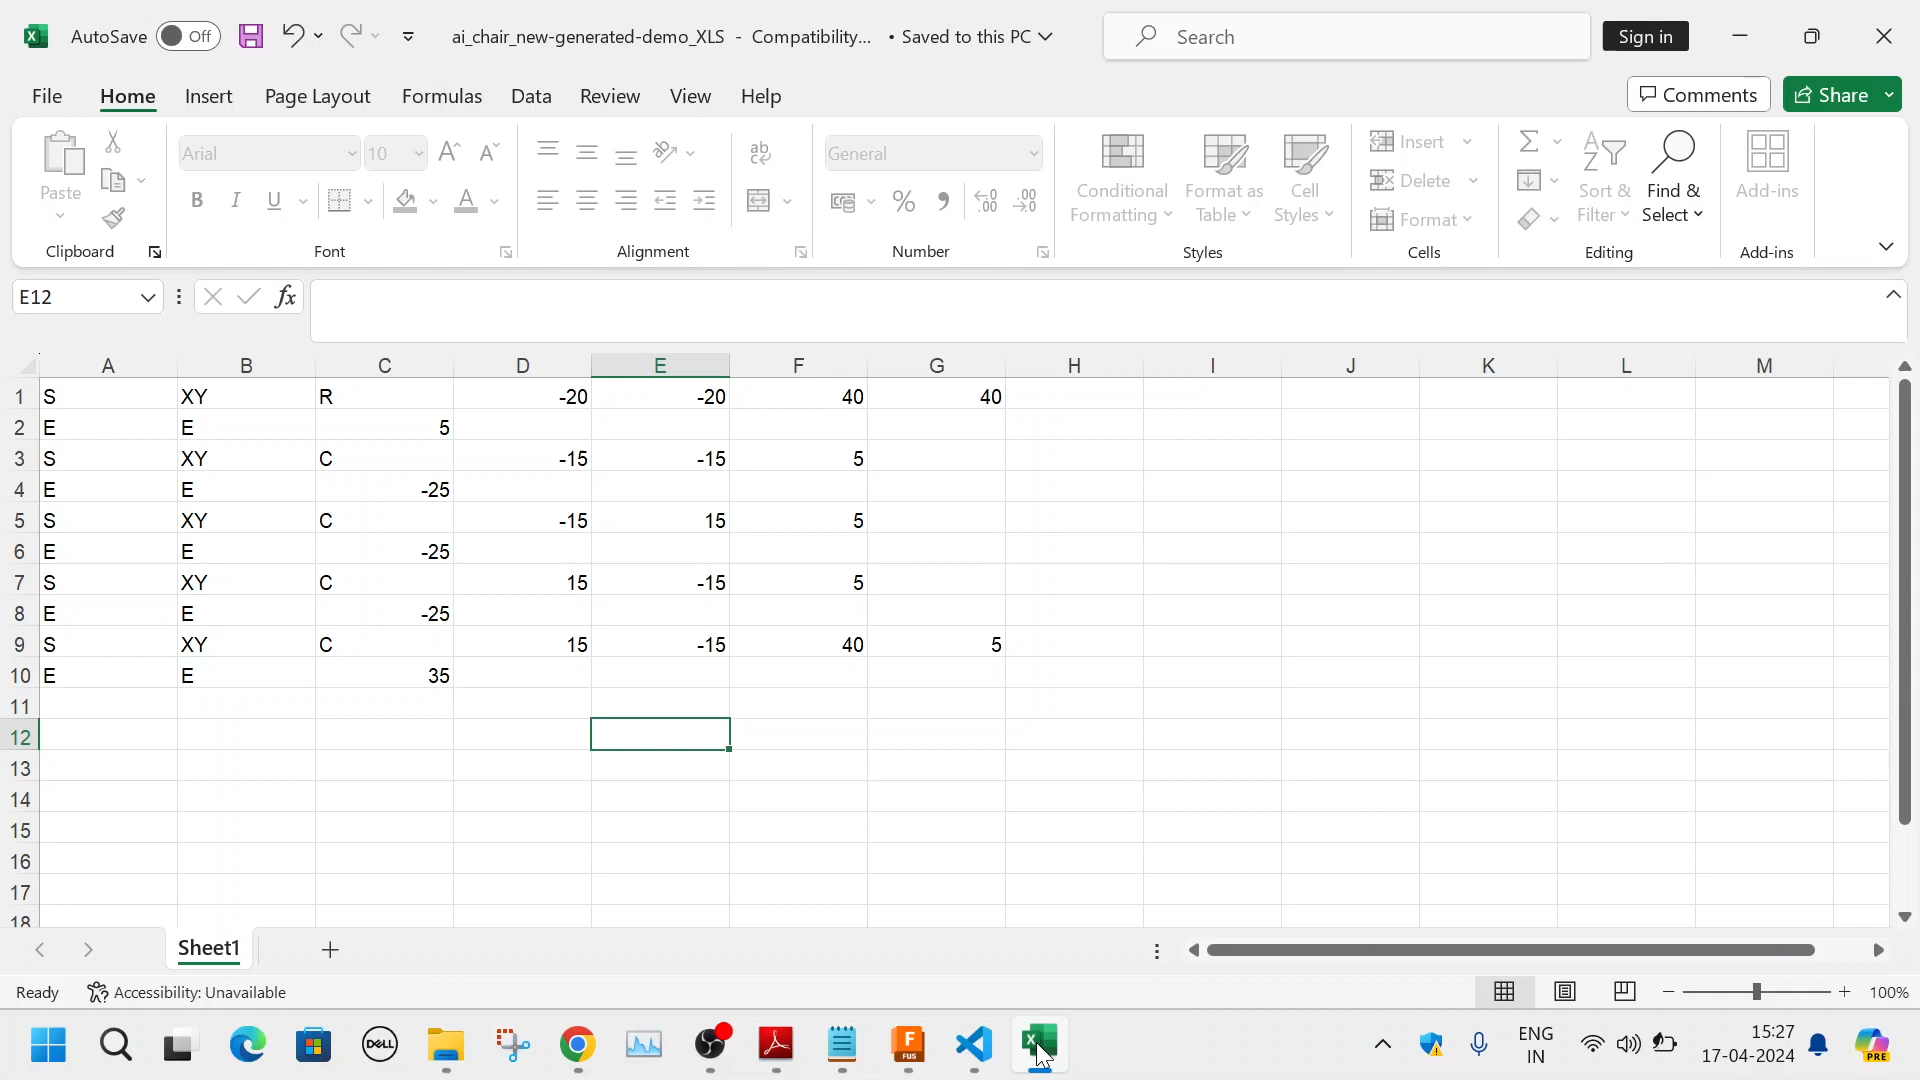 AutoSave Off ai_chair_new-generated-demo_XLS - Compatibility... • Saved to this PC Search Sign in
File Home Insert Page Layout Formulas Data Review View Help Comments Share
Paste Arial 10 General Conditional Formatting Format as Table Cell Styles Insert Delete Format Sort & Filter Find & Select Add-ins
Clipboard Font Alignment Number Styles Cells Editing Add-ins
E12 fx
A B C D E F G H I J K L M
1 S XY R -20 -20 40 40
2 E E 5
3 S XY C -15 -15 5
4 E E -25
5 S XY C -15 15 5
6 E E -25
7 S XY C 15 -15 5
8 E E -25
9 S XY C 15 -15 40 5
10 E E 35
11
12
13
14
15
16
17
18
Sheet1
Ready Accessibility: Unavailable 100%
ENG 15:27
IN 17-04-2024